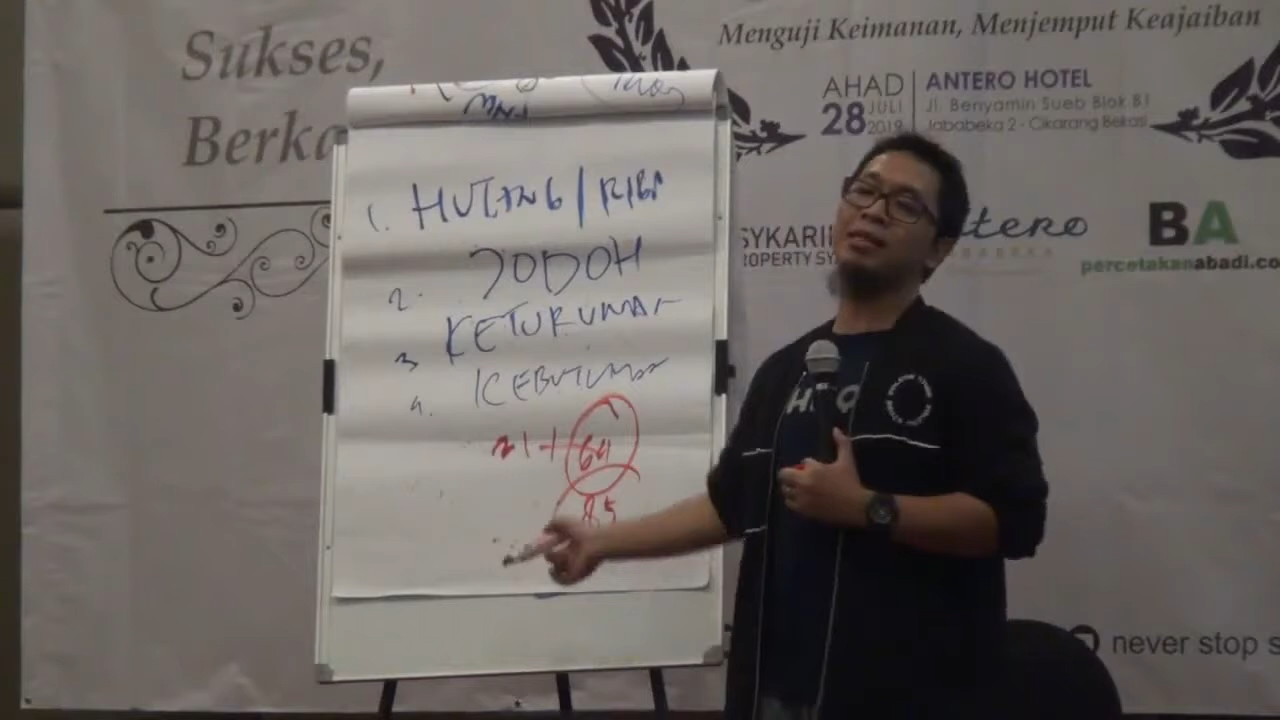 Sukses,
Berka
Menguji Keimanan, Menjemput Keajaiban
AHAD
28 JULI
2019
ANTERO HOTEL
Jl. Benyamin Sueb Blok B1
Jababeka 2 - Cikarang Bekasi
SYKARI
ROPERTY SY
tero
BA
percetakanabadi.co
never stop s
1. HUTANG / RIBA
2. JODOH
3 KETURUNAN
4. KEBUTUHAN
21 - 64
85